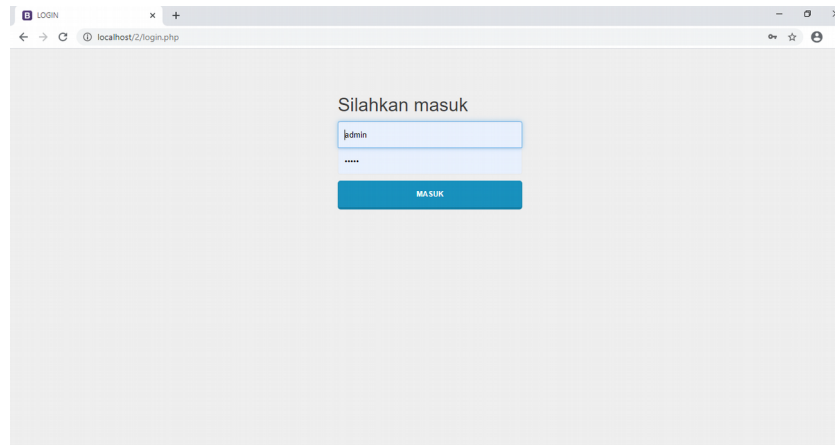 B LOGIN
localhost/2/login.php
Silahkan masuk
admin
•••••
MASUK